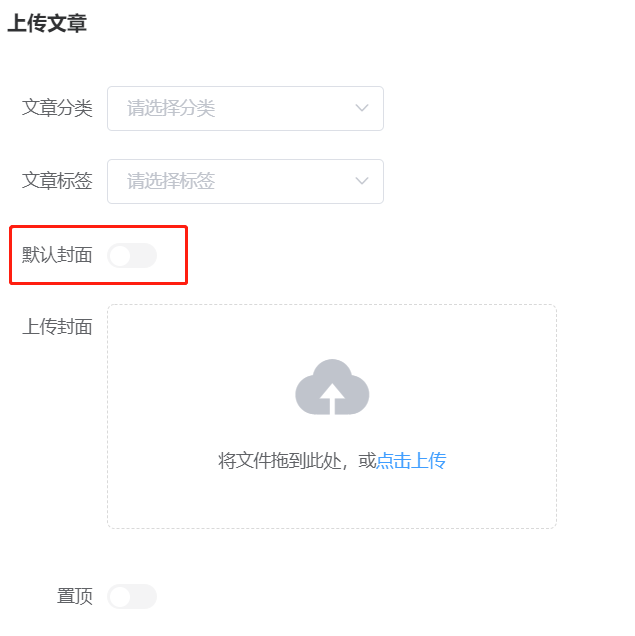 上传文章
文章分类 请选择分类
文章标签 请选择标签
默认封面
上传封面
将文件拖到此处，或点击上传
置顶